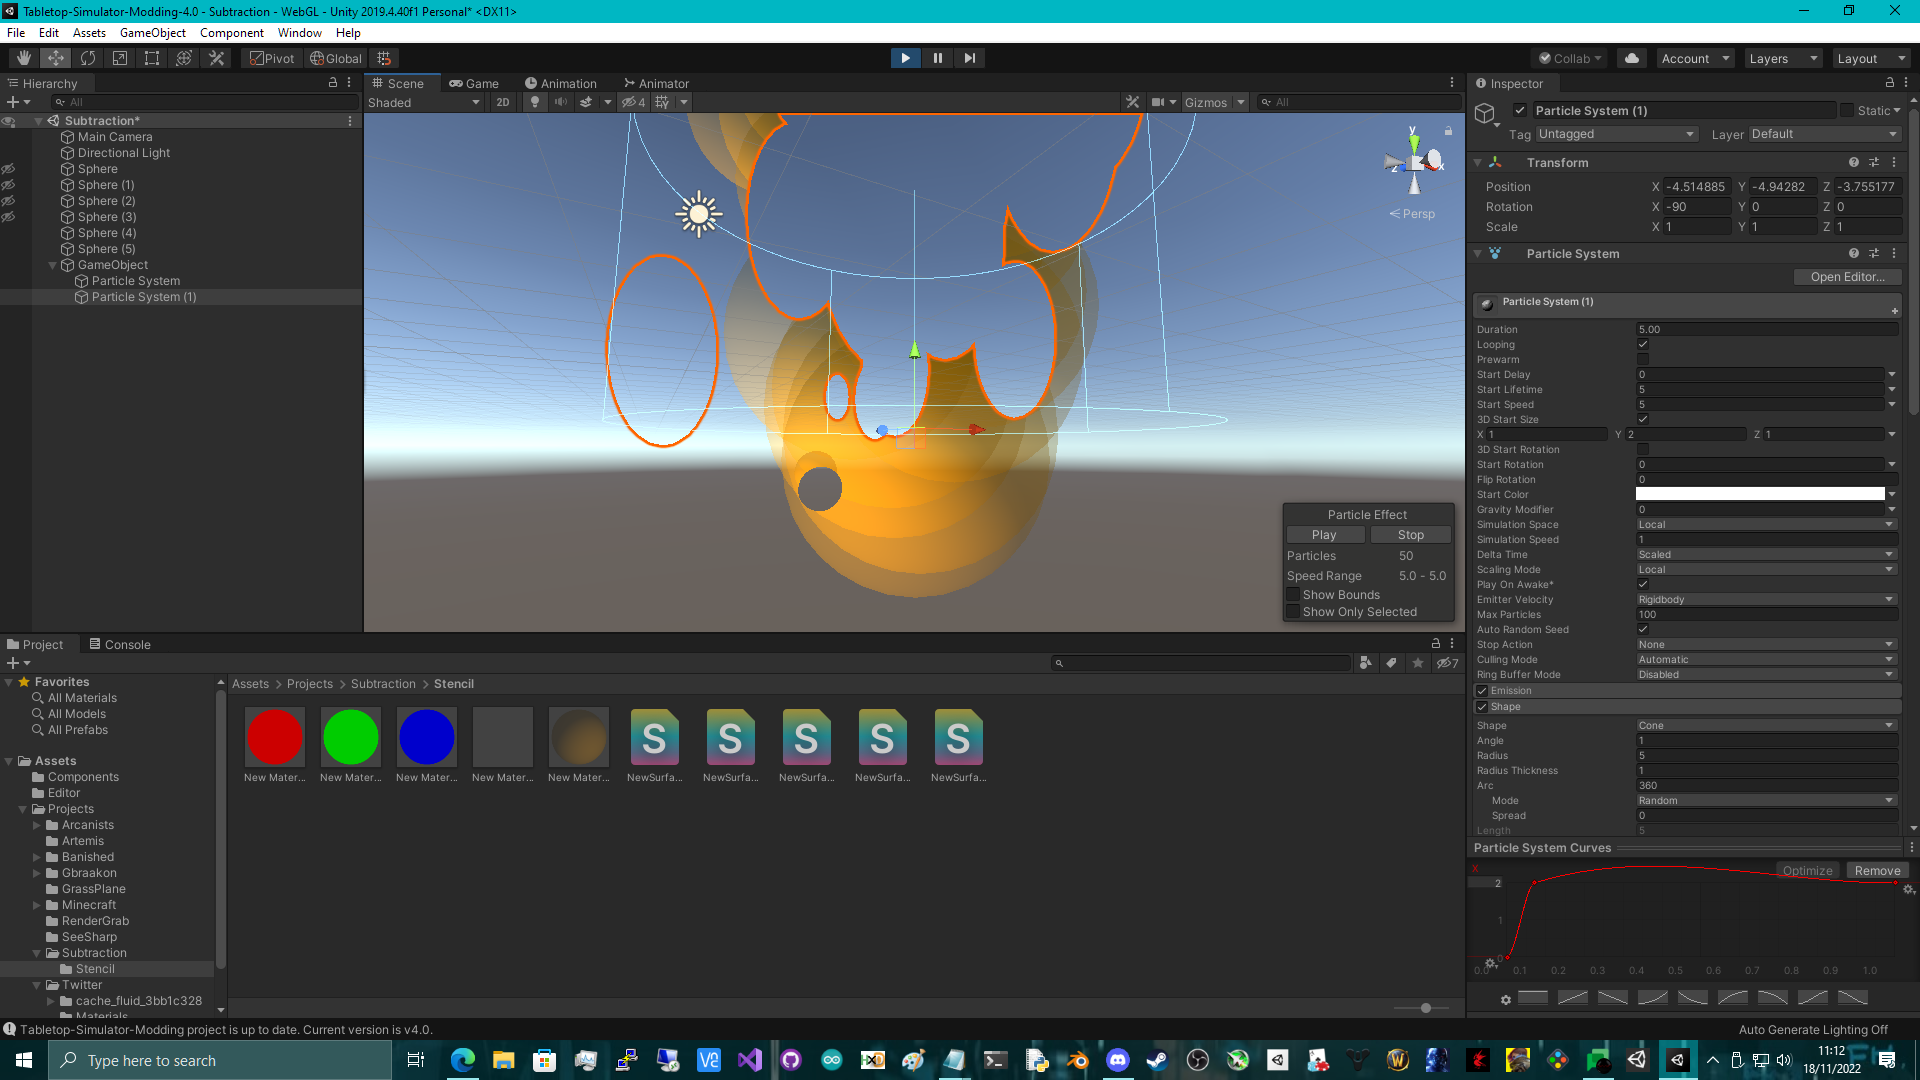 Tabletop-Simulator-Modding-4.0 - Subtraction - WebGL - Unity 2019.4.40f1 Personal* <DX11>
File Edit Assets GameObject Component Window Help
Pivot Global Collab Account Layers Layout
Hierarchy
All
Subtraction*
Main Camera
Directional Light
Sphere
Sphere (1)
Sphere (2)
Sphere (3)
Sphere (4)
Sphere (5)
GameObject
Particle System
Particle System (1)
Scene Game Animation Animator
Shaded 2D 4 Gizmos All
y
x
z
Persp
Particle Effect
Play Stop
Particles 50
Speed Range 5.0 - 5.0
Show Bounds
Show Only Selected
Inspector
Particle System (1) Static
Tag Untagged Layer Default
Transform
Position X -4.514885 Y -4.94282 Z -3.755177
Rotation X -90 Y 0 Z 0
Scale X 1 Y 1 Z 1
Particle System
Open Editor...
Particle System (1)
Duration 5.00
Looping
Prewarm
Start Delay 0
Start Lifetime 5
Start Speed 5
3D Start Size
X 1 Y 2 Z 1
3D Start Rotation
Start Rotation 0
Flip Rotation 0
Start Color
Gravity Modifier 0
Simulation Space Local
Simulation Speed 1
Delta Time Scaled
Scaling Mode Local
Play On Awake*
Emitter Velocity Rigidbody
Max Particles 100
Auto Random Seed
Stop Action None
Culling Mode Automatic
Ring Buffer Mode Disabled
Emission
Shape
Shape Cone
Angle 1
Radius 5
Radius Thickness 1
Arc 360
Mode Random
Spread 0
Length 5
Particle System Curves
X Optimize Remove
2
1
0
0.0 0.1 0.2 0.3 0.4 0.5 0.6 0.7 0.8 0.9 1.0
Project Console
7
Favorites
All Materials
All Models
All Prefabs
Assets
Components
Editor
Projects
Arcanists
Artemis
Banished
Gbraakon
GrassPlane
Minecraft
RenderGrab
SeeSharp
Subtraction
Stencil
Twitter
cache_fluid_3bb1c328
Materials
Assets > Projects > Subtraction > Stencil
S S S S S
New Mater... New Mater... New Mater... New Mater... New Mater... NewSurfa... NewSurfa... NewSurfa... NewSurfa... NewSurfa...
Tabletop-Simulator-Modding project is up to date. Current version is v4.0.
Auto Generate Lighting Off
Type here to search
11:12
18/11/2022